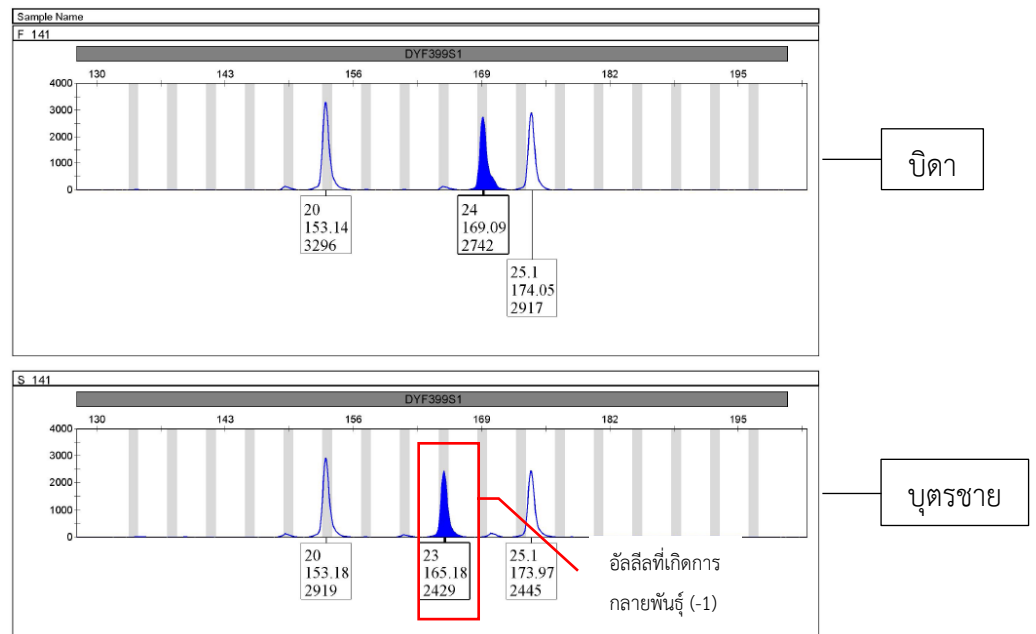 Sample Name
F_141
DYF399S1
130 143 156 169 182 195
4000
3000
2000
1000
0
20
153.14
3296
24
169.09
2742
25.1
174.05
2917
บิดา
S_141
DYF399S1
130 143 156 169 182 195
4000
3000
2000
1000
0
20
153.18
2919
23
165.18
2429
25.1
173.97
2445
อัลลีลที่เกิดการ
กลายพันธุ์ (-1)
บุตรชาย